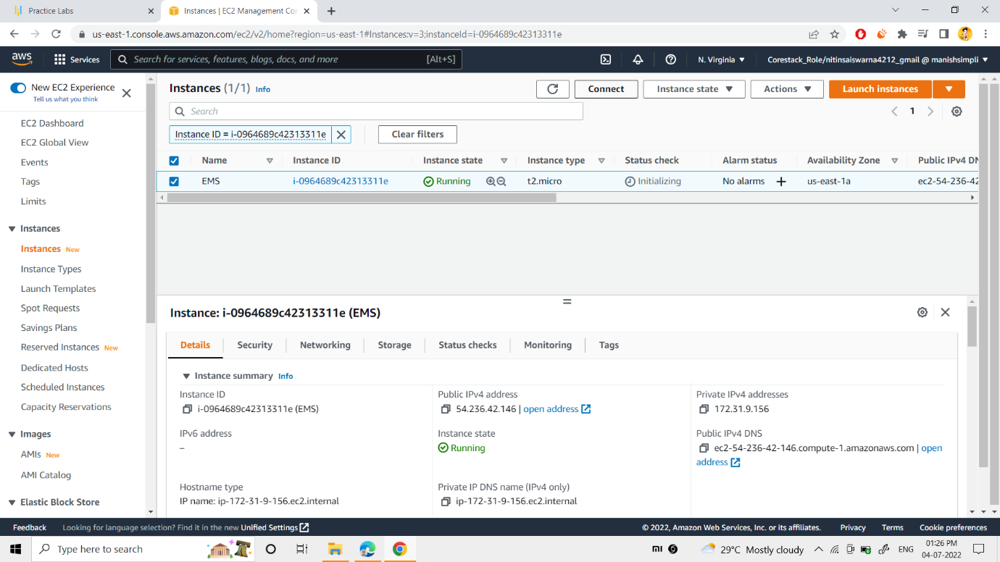 Practice Labs
Instances | EC2 Management Cor
us-east-1.console.aws.amazon.com/ec2/v2/home?region=us-east-1#Instances:v=3;instanceId=i-0964689c42313311e
aws
Services
Search for services, features, blogs, docs, and more
[Alt+S]
N. Virginia
Corestack_Role/nitinsaiswarna4212_gmail @ manishsimpli
New EC2 Experience
Tell us what you think
EC2 Dashboard
EC2 Global View
Events
Tags
Limits
Instances
Instances New
Instance Types
Launch Templates
Spot Requests
Savings Plans
Reserved Instances New
Dedicated Hosts
Scheduled Instances
Capacity Reservations
Images
AMIs New
AMI Catalog
Elastic Block Store
Instances (1/1) Info
Connect
Instance state
Actions
Launch instances
Search
1
Instance ID = i-0964689c42313311e
Clear filters
Name Instance ID Instance state Instance type Status check Alarm status Availability Zone Public IPv4 DN
EMS i-0964689c42313311e Running t2.micro Initializing No alarms us-east-1a ec2-54-236-42
Instance: i-0964689c42313311e (EMS)
Details Security Networking Storage Status checks Monitoring Tags
Instance summary Info
Instance ID
i-0964689c42313311e (EMS)
Public IPv4 address
54.236.42.146 | open address
Private IPv4 addresses
172.31.9.156
IPv6 address
–
Instance state
Running
Public IPv4 DNS
ec2-54-236-42-146.compute-1.amazonaws.com | open
address
Hostname type
IP name: ip-172-31-9-156.ec2.internal
Private IP DNS name (IPv4 only)
ip-172-31-9-156.ec2.internal
Feedback
Looking for language selection? Find it in the new Unified Settings
© 2022, Amazon Web Services, Inc. or its affiliates.
Privacy
Terms
Cookie preferences
Type here to search
29°C Mostly cloudy
ENG
01:26 PM
04-07-2022